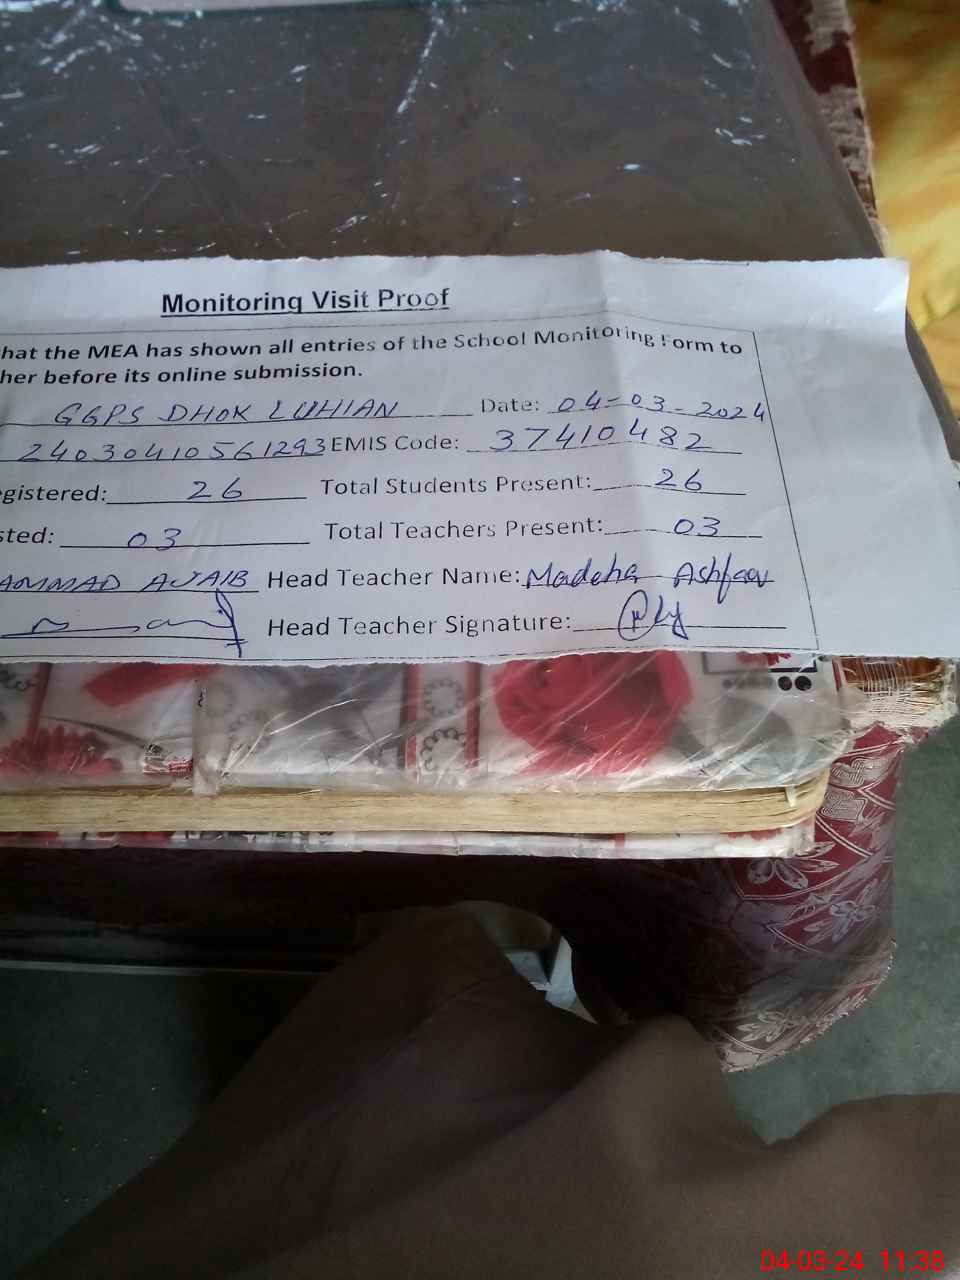 Monitoring Visit Proof
hat the MEA has shown all entries of the School Monitoring Form to
her before its online submission.
GGPS DHOK LUHIAN Date: 04-03-2024
24030410561293 EMIS Code: 37410482
egistered: 26 Total Students Present: 26
sted: 03 Total Teachers Present: 03
AMMAD AJAIB Head Teacher Name: Madeha Ashfaq
Head Teacher Signature:
04-03-24 11:38